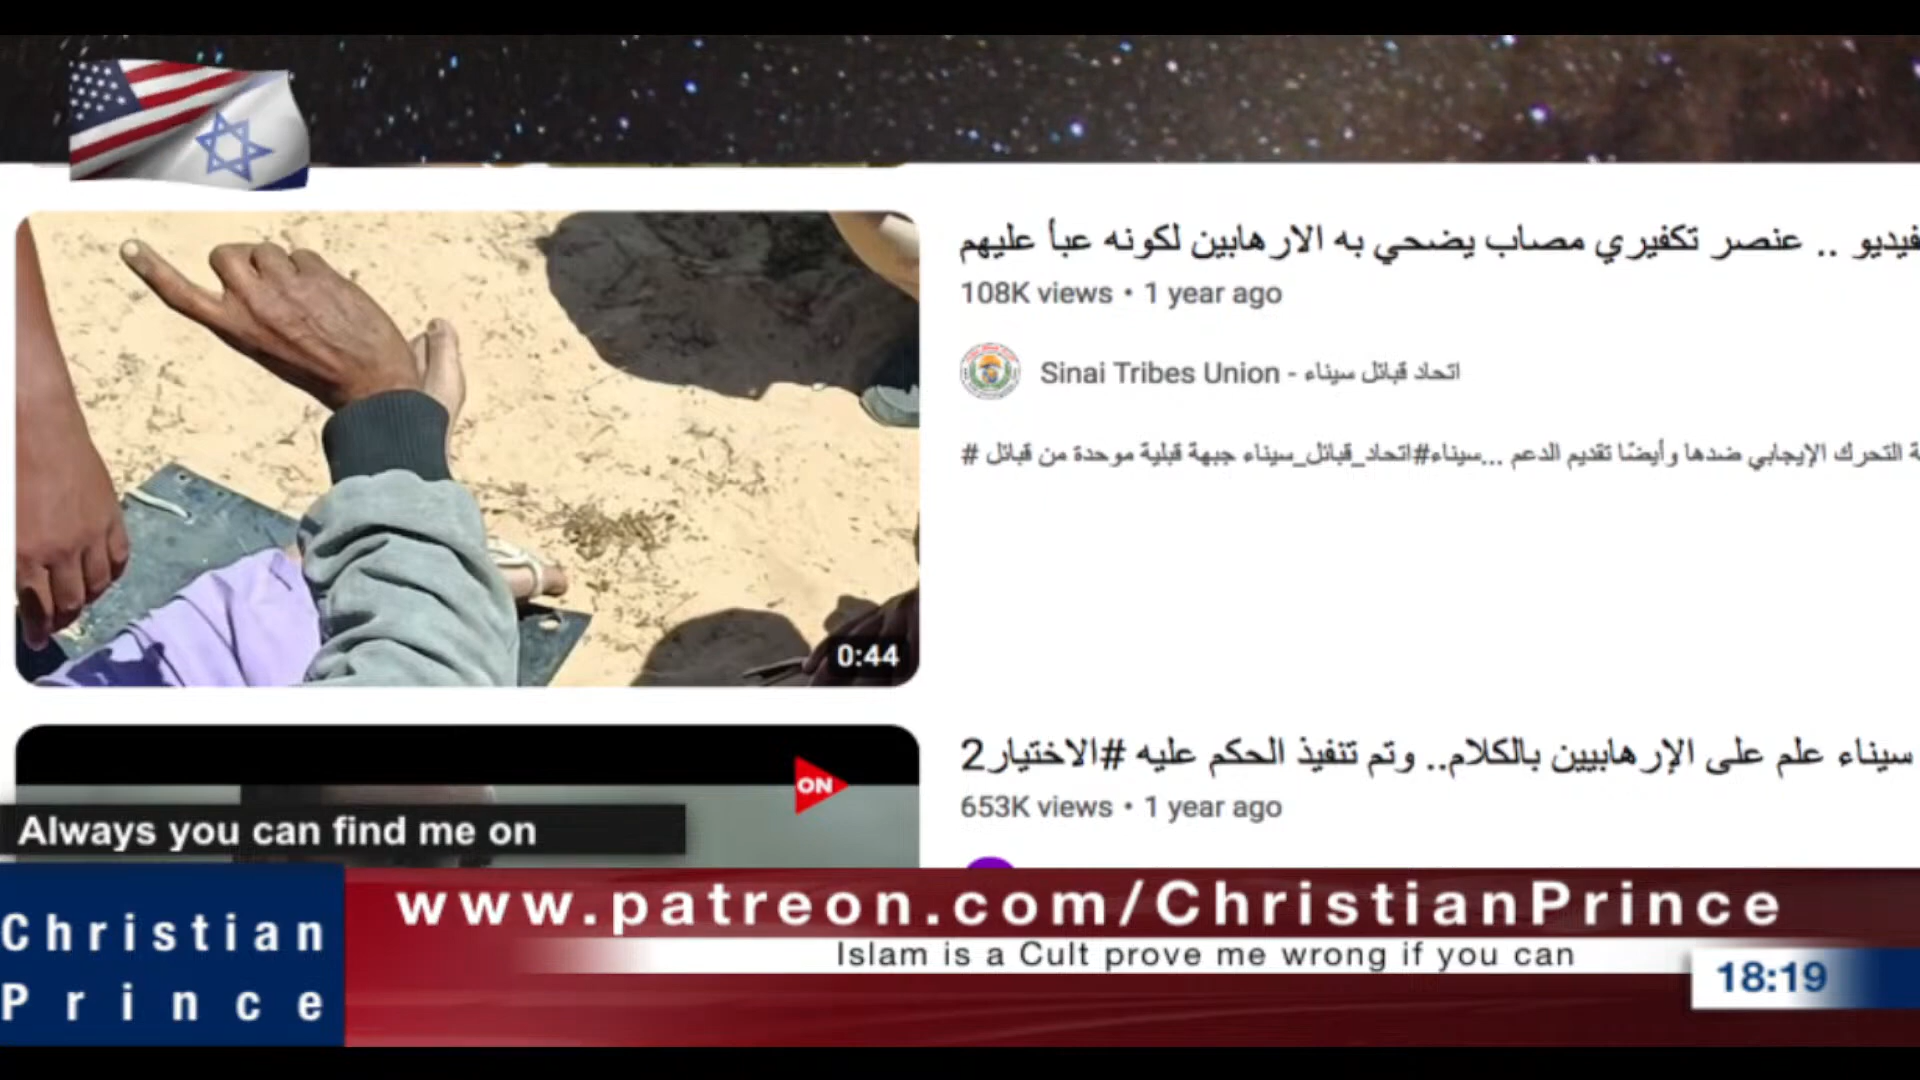 فيديو .. عنصر تكفيري مصاب يضحي به الارهابين لكونه عبأ عليهم
108K views • 1 year ago
Sinai Tribes Union - اتحاد قبائل سيناء
التحرك الإيجابي ضدها وأيضًا تقديم الدعم ...سيناء#اتحاد_قبائل_سيناء جبهة قبلية موحدة من قبائل #
0:44
سيناء علم على الإرهابيين بالكلام.. وتم تنفيذ الحكم عليه #الاختيار2
653K views • 1 year ago
ON
Always you can find me on
www.patreon.com/ChristianPrince
Christian
Prince
Islam is a Cult prove me wrong if you can
18:19